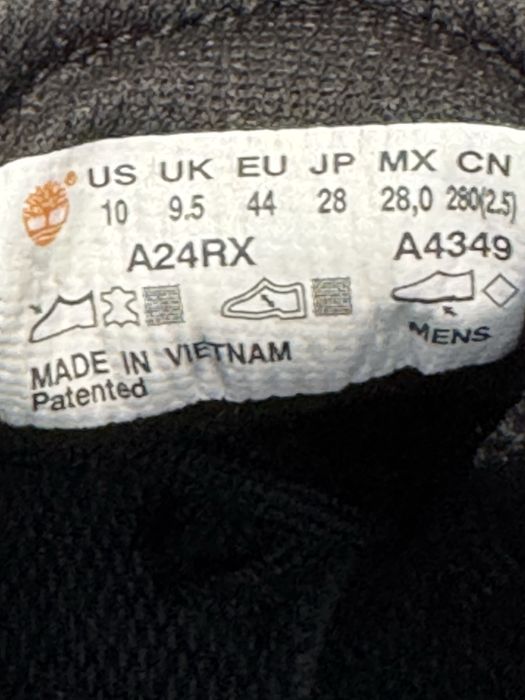 ® US UK EU JP MX CN
10 9.5 44 28 28,0 280(2.5)
A24RX A4349
MENS
MADE IN VIETNAM
Patented